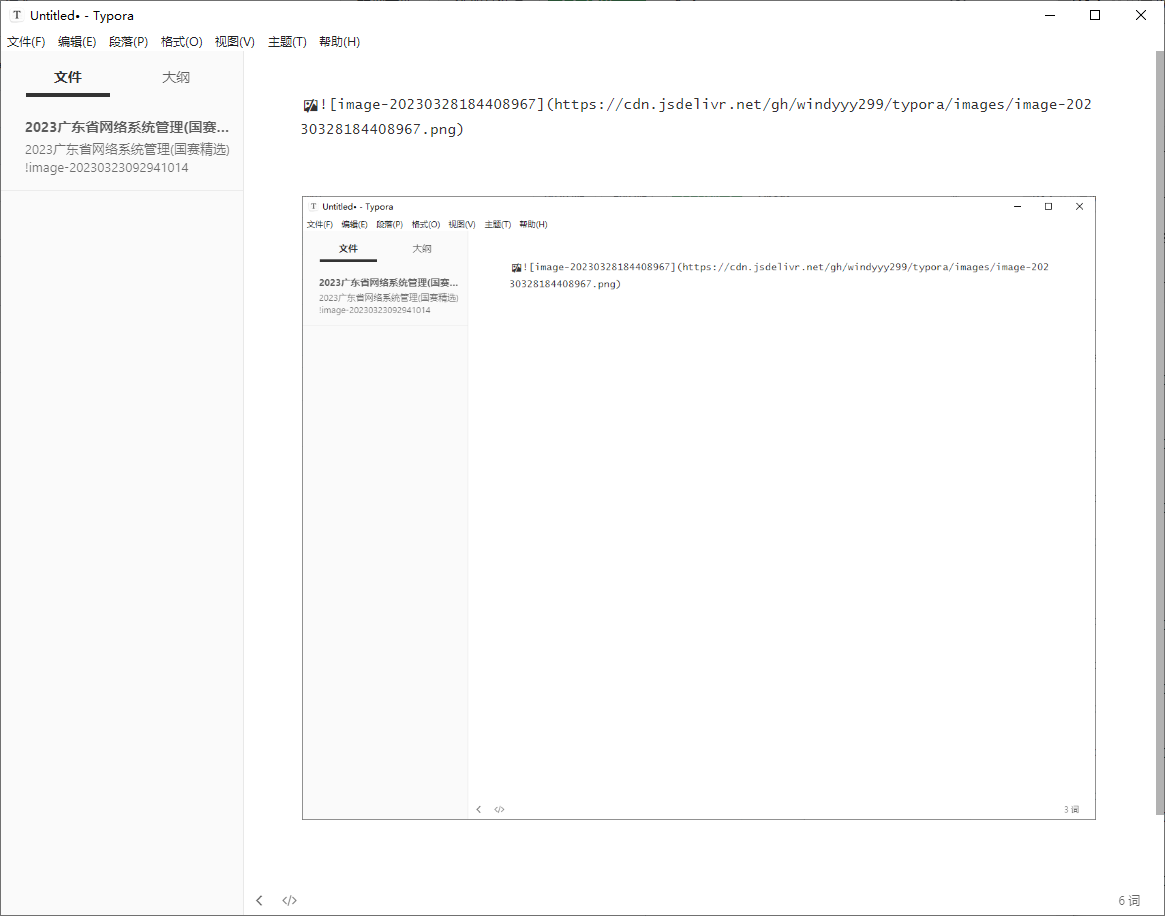 T Untitled• - Typora
文件(F) 编辑(E) 段落(P) 格式(O) 视图(V) 主题(T) 帮助(H)
文件 大纲
2023广东省网络系统管理(国赛...
2023广东省网络系统管理(国赛精选)
!image-20230323092941014
![image-20230328184408967](https://cdn.jsdelivr.net/gh/windyyy299/typora/images/image-202
30328184408967.png)
T Untitled• - Typora
文件(F) 编辑(E) 段落(P) 格式(O) 视图(V) 主题(T) 帮助(H)
文件 大纲
2023广东省网络系统管理(国赛...
2023广东省网络系统管理(国赛精选)
!image-20230323092941014
![image-20230328184408967](https://cdn.jsdelivr.net/gh/windyyy299/typora/images/image-202
30328184408967.png)
</> 3 词
</> 6 词